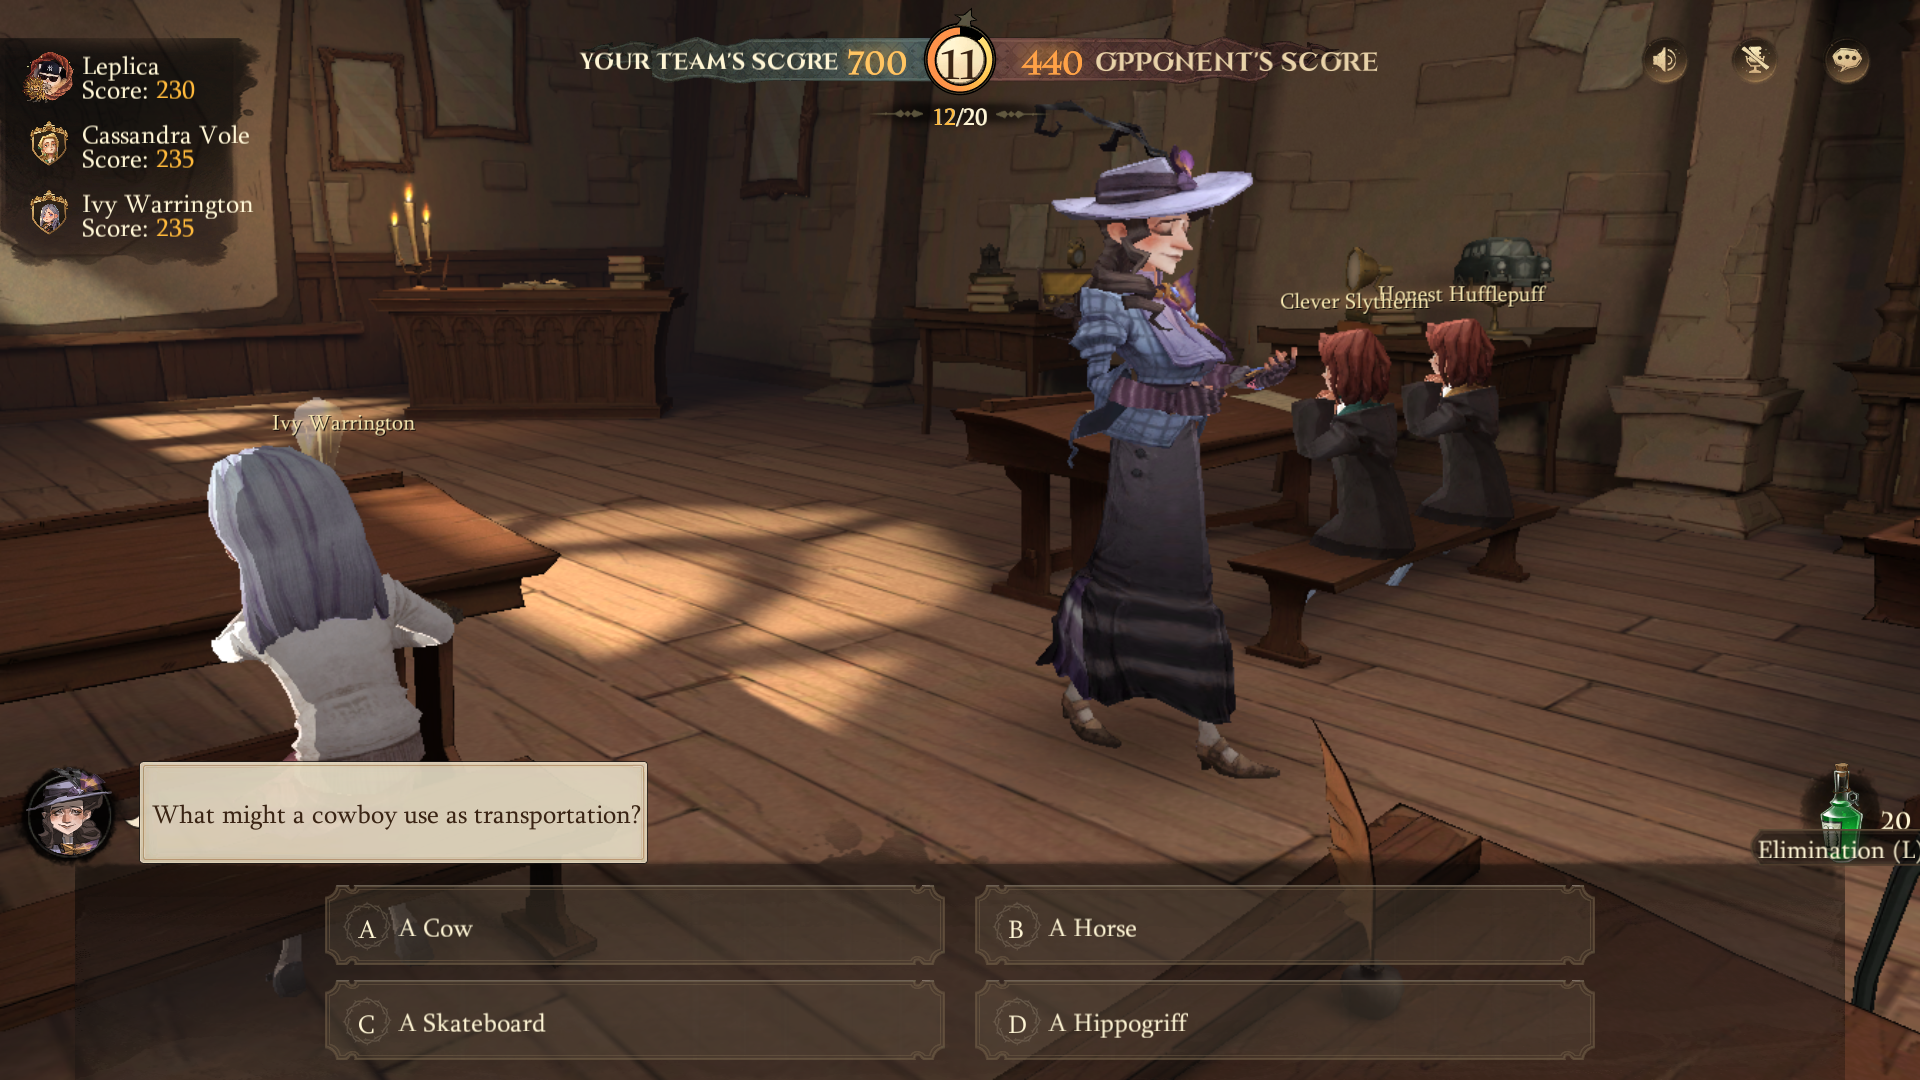 Leplica
Score: 230
Cassandra Vole
Score: 235
Ivy Warrington
Score: 235
YOUR TEAM'S SCORE 700 11 440 OPPONENT'S SCORE
12/20
Clever Slytherin
Honest Hufflepuff
Ivy Warrington
What might a cowboy use as transportation?
20
Elimination (L)
A A Cow
B A Horse
C A Skateboard
D A Hippogriff